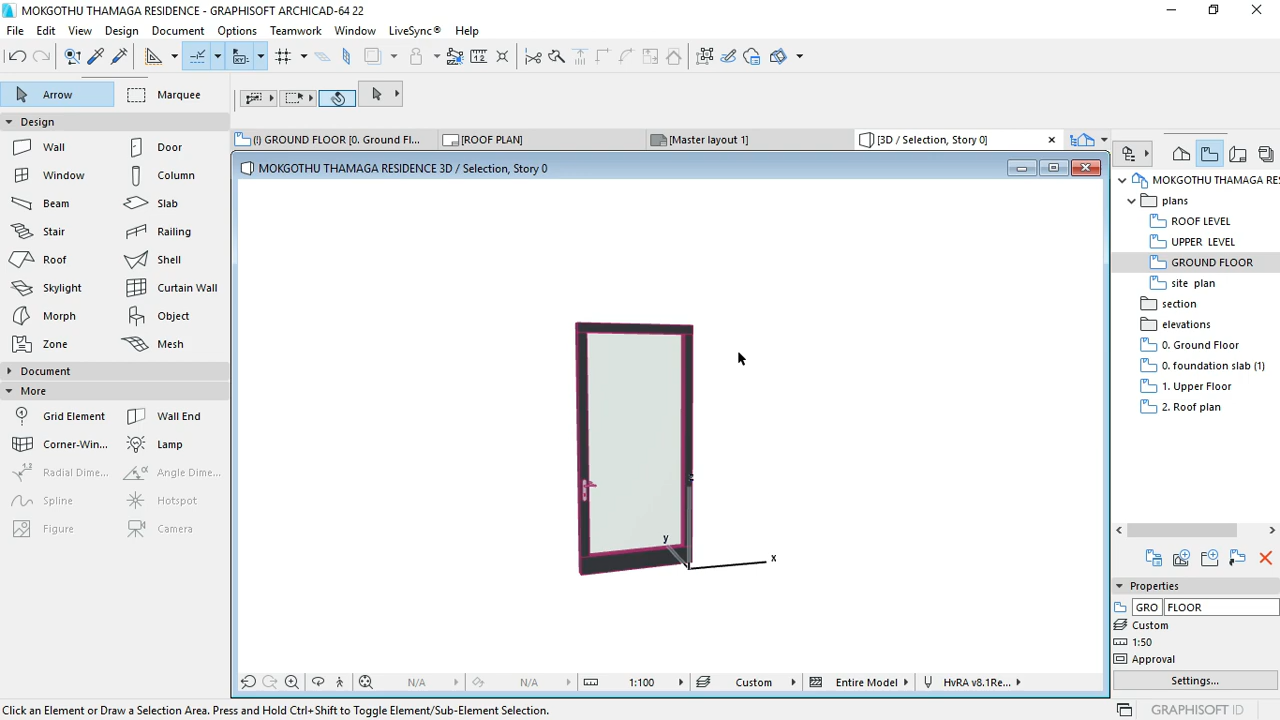 MOKGOTHU THAMAGA RESIDENCE - GRAPHISOFT ARCHICAD-64 22
File Edit View Design Document Options Teamwork Window LiveSync® Help
Arrow Marquee
(!) GROUND FLOOR [0. Ground Fl... [ROOF PLAN] [Master layout 1] [3D / Selection, Story 0]
MOKGOTHU THAMAGA RESIDENCE 3D / Selection, Story 0
Design
Wall Door
Window Column
Beam Slab
Stair Railing
Roof Shell
Skylight Curtain Wall
Morph Object
Zone Mesh
Document
More
Grid Element Wall End
Corner-Win... Lamp
Radial Dime... Angle Dime...
Spline Hotspot
Figure Camera
z
y
x
MOKGOTHU THAMAGA RES
plans
ROOF LEVEL
UPPER LEVEL
GROUND FLOOR
site plan
section
elevations
0. Ground Floor
0. foundation slab (1)
1. Upper Floor
2. Roof plan
Properties
GRO FLOOR
Custom
1:50
Approval
Settings...
N/A N/A 1:100 Custom Entire Model HvRA v8.1Re...
Click an Element or Draw a Selection Area. Press and Hold Ctrl+Shift to Toggle Element/Sub-Element Selection.
GRAPHISOFT ID